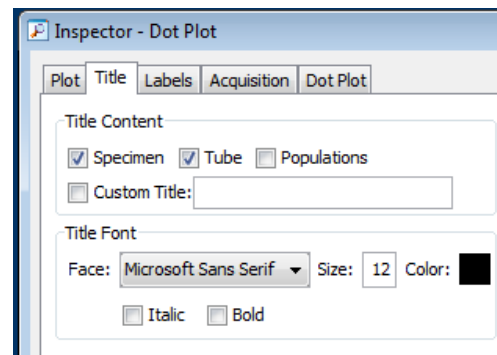 Inspector - Dot Plot
Plot Title Labels Acquisition Dot Plot
Title Content
Specimen Tube Populations
Custom Title:
Title Font
Face: Microsoft Sans Serif Size: 12 Color:
Italic Bold